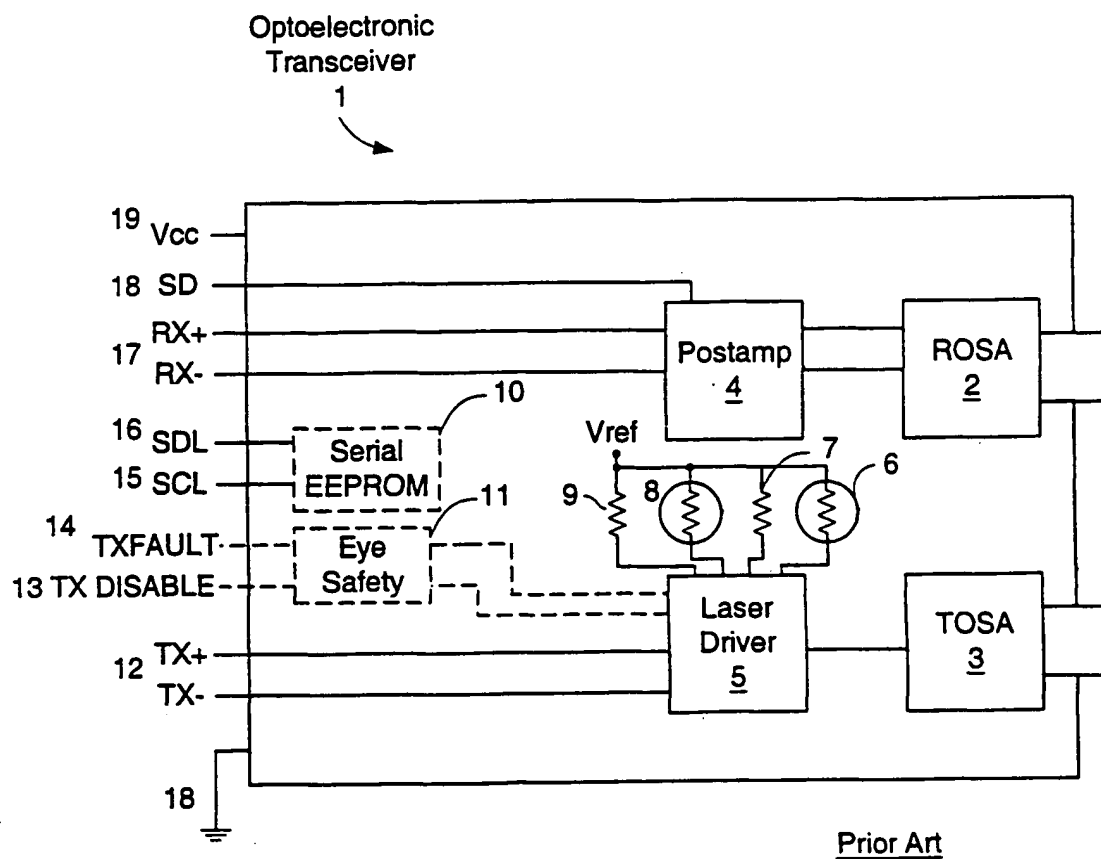 Optoelectronic
Transceiver
1
19 Vcc
18 SD
RX+
17
RX-
Postamp
4
ROSA
2
10
16 SDL
15 SCL
Serial
EEPROM
Vref
7
6
9
8
11
14
TXFAULT
13 TX DISABLE
Eye
Safety
Laser
Driver
5
TOSA
3
TX+
12
TX-
18
Prior Art